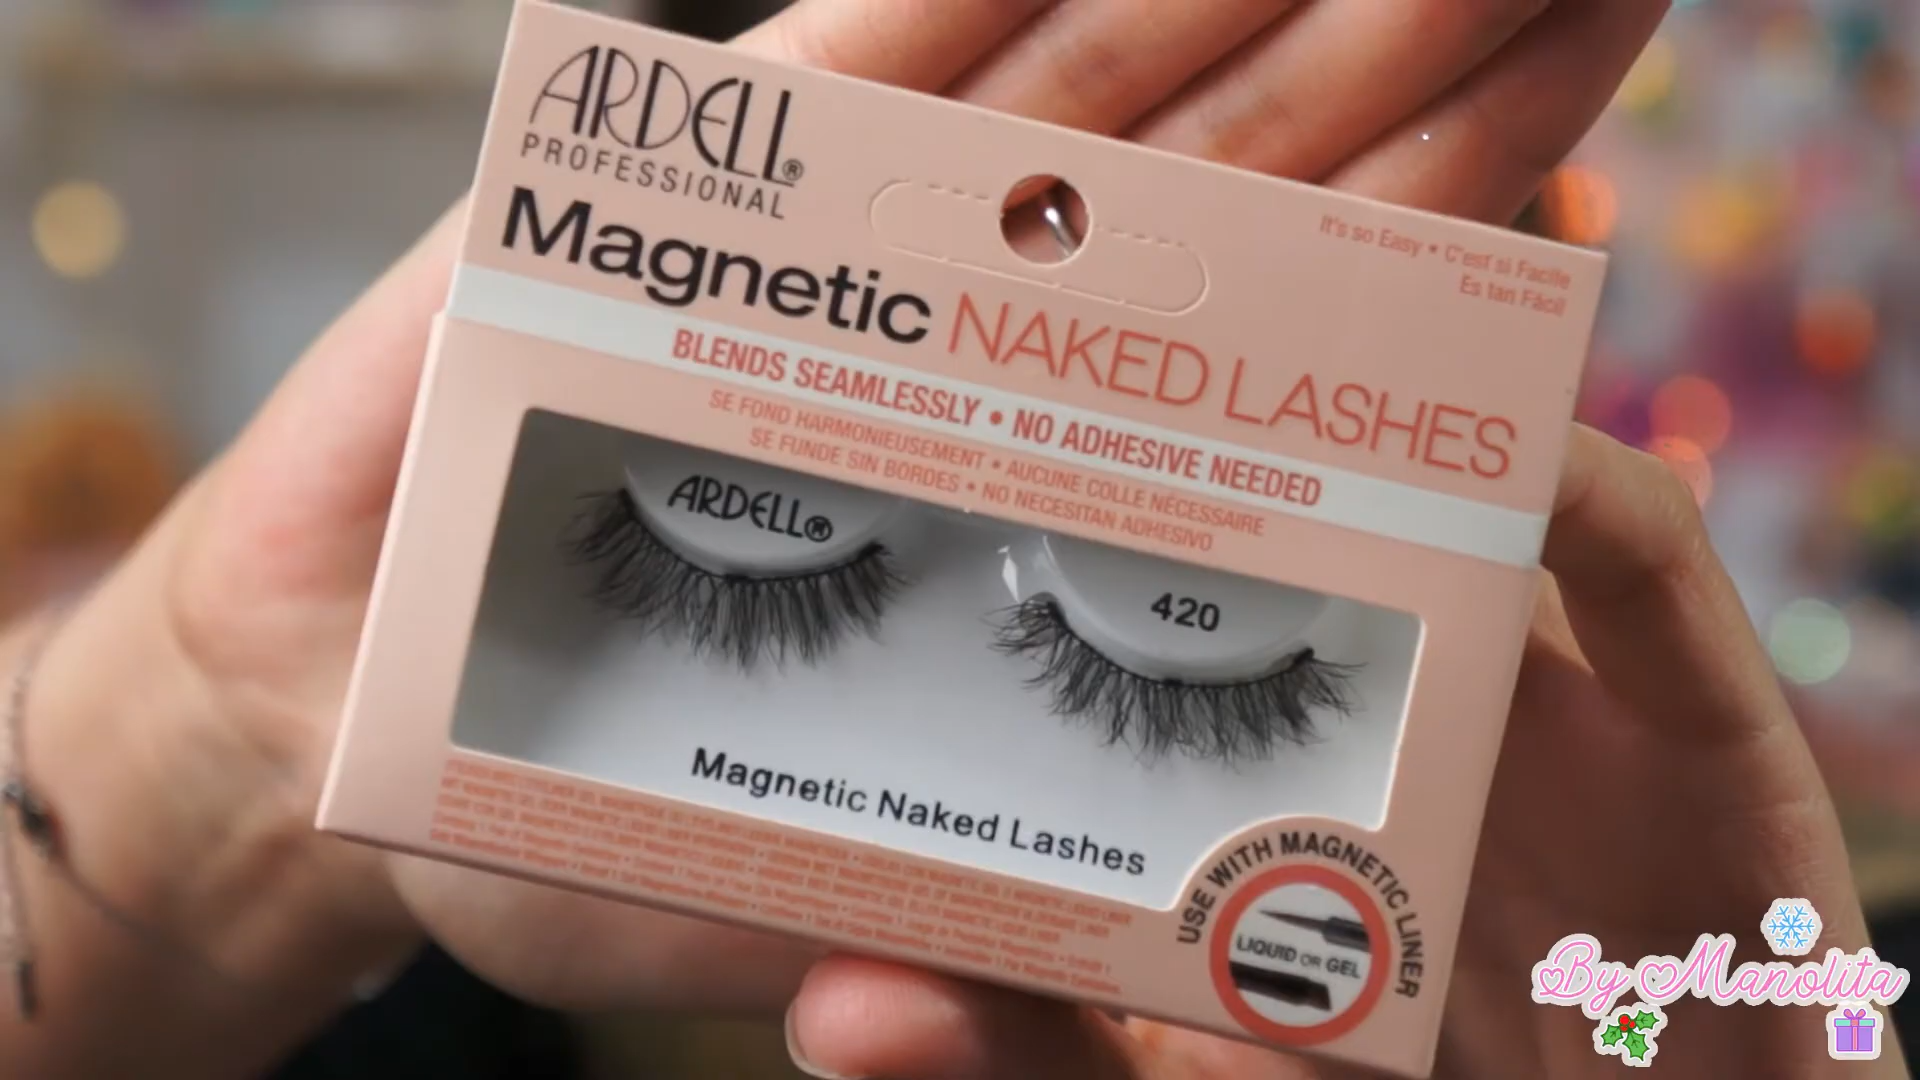 ARDELL®
PROFESSIONAL
Magnetic NAKED LASHES
It's so Easy • C'est si Facile
Es tan Fácil
BLENDS SEAMLESSLY • NO ADHESIVE NEEDED
SE FOND HARMONIEUSEMENT • AUCUNE COLLE NÉCESSAIRE
SE FUNDE SIN BORDES • NO NECESITAN ADHESIVO
ARDELL®
420
Magnetic Naked Lashes
USE WITH MAGNETIC LINER
LIQUID OR GEL
By Manolita